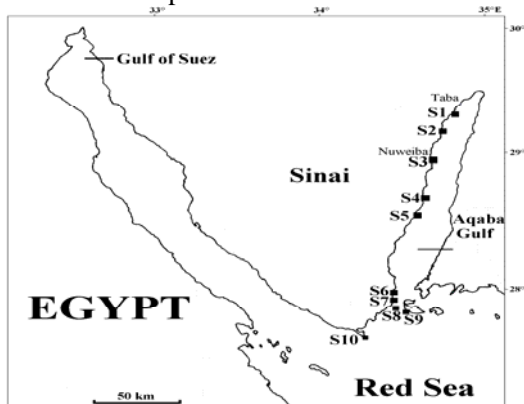 33° 34° 35°E
30°
Gulf of Suez
Taba
S1
S2
29°
Nuweiba
S3
Sinai
S4
S5
Aqaba
Gulf
28°
S6
S7
EGYPT
S8 S9
S10
50 km
Red Sea